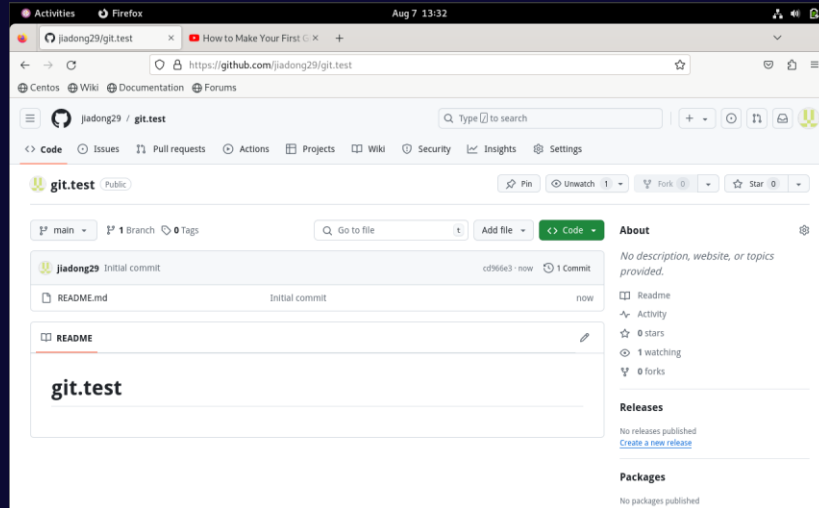 Activities Firefox Aug 7 13:32
jiadong29/git.test × How to Make Your First G × +
https://github.com/jiadong29/git.test
Centos Wiki Documentation Forums
jiadong29 / git.test Type / to search
Code Issues Pull requests Actions Projects Wiki Security Insights Settings
git.test Public Pin Unwatch 1 Fork 0 Star 0
main 1 Branch 0 Tags Go to file t Add file Code
jiadong29 Initial commit cd966e3 · now 1 Commit
README.md Initial commit now
README
git.test
About
No description, website, or topics
provided.
Readme
Activity
0 stars
1 watching
0 forks
Releases
No releases published
Create a new release
Packages
No packages published